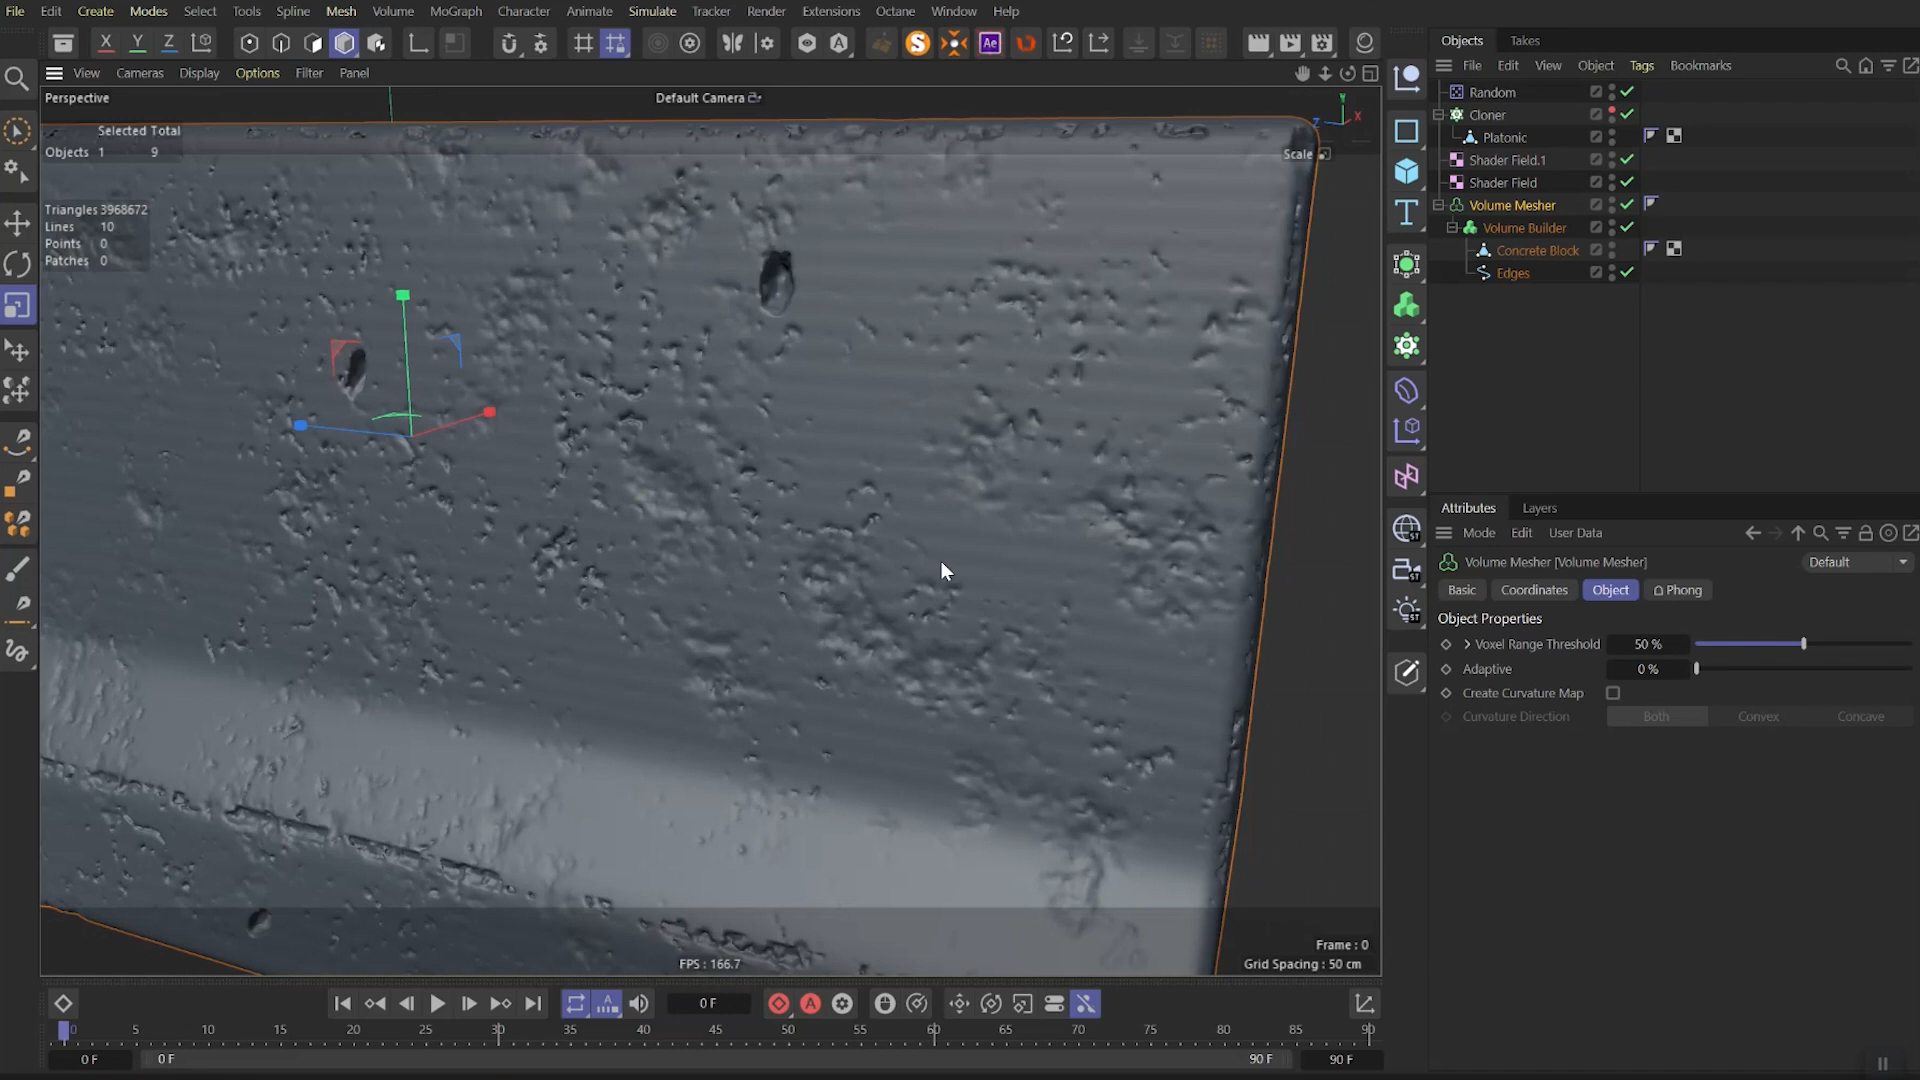 File Edit Create Modes Select Tools Spline Mesh Volume MoGraph Character Animate Simulate Tracker Render Extensions Octane Window Help
X Y Z A S Ae
View Cameras Display Options Filter Panel
Perspective
Default Camera
Y
X
Z
Selected Total
Objects 1 9
Scale
Triangles 3968672
Lines 10
Points 0
Patches 0
Frame : 0
FPS : 166.7
Grid Spacing : 50 cm
0 F
0 5 10 15 20 25 30 35 40 45 50 55 60 65 70 75 80 85 90
0 F 0 F 90 F 90 F
Objects Takes
File Edit View Object Tags Bookmarks
Random
Cloner
Platonic
Shader Field.1
Shader Field
Volume Mesher
Volume Builder
Concrete Block
Edges
Attributes Layers
Mode Edit User Data
Volume Mesher [Volume Mesher] Default
Basic Coordinates Object Phong
Object Properties
Voxel Range Threshold 50 %
Adaptive 0 %
Create Curvature Map
Curvature Direction Both Convex Concave
T
ST
ST
ST